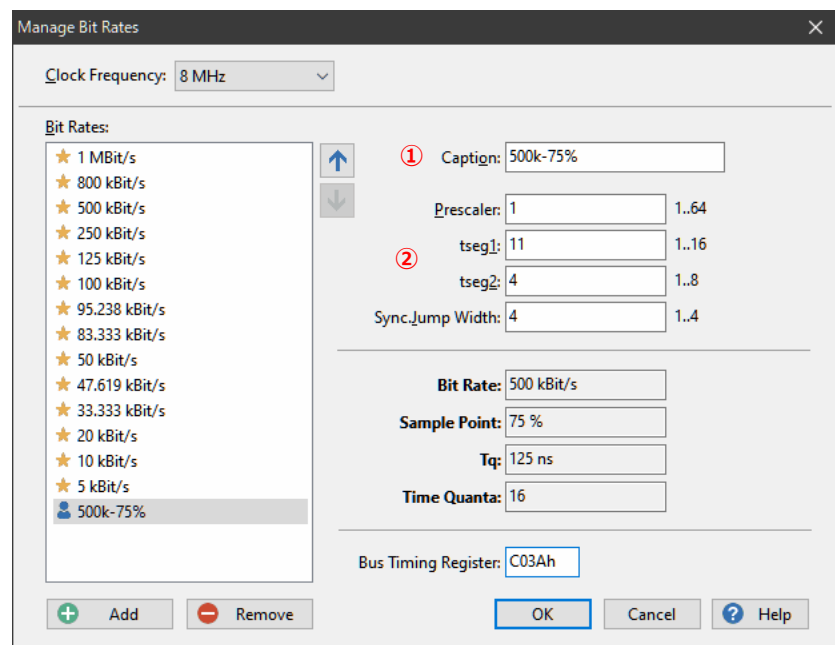 Manage Bit Rates
Clock Frequency: 8 MHz
Bit Rates:
1 MBit/s
800 kBit/s
500 kBit/s
250 kBit/s
125 kBit/s
100 kBit/s
95.238 kBit/s
83.333 kBit/s
50 kBit/s
47.619 kBit/s
33.333 kBit/s
20 kBit/s
10 kBit/s
5 kBit/s
500k-75%
① Caption: 500k-75%
Prescaler: 1 1..64
② tseg1: 11 1..16
tseg2: 4 1..8
Sync.Jump Width: 4 1..4
Bit Rate: 500 kBit/s
Sample Point: 75 %
Tq: 125 ns
Time Quanta: 16
Bus Timing Register: C03Ah
Add Remove OK Cancel Help